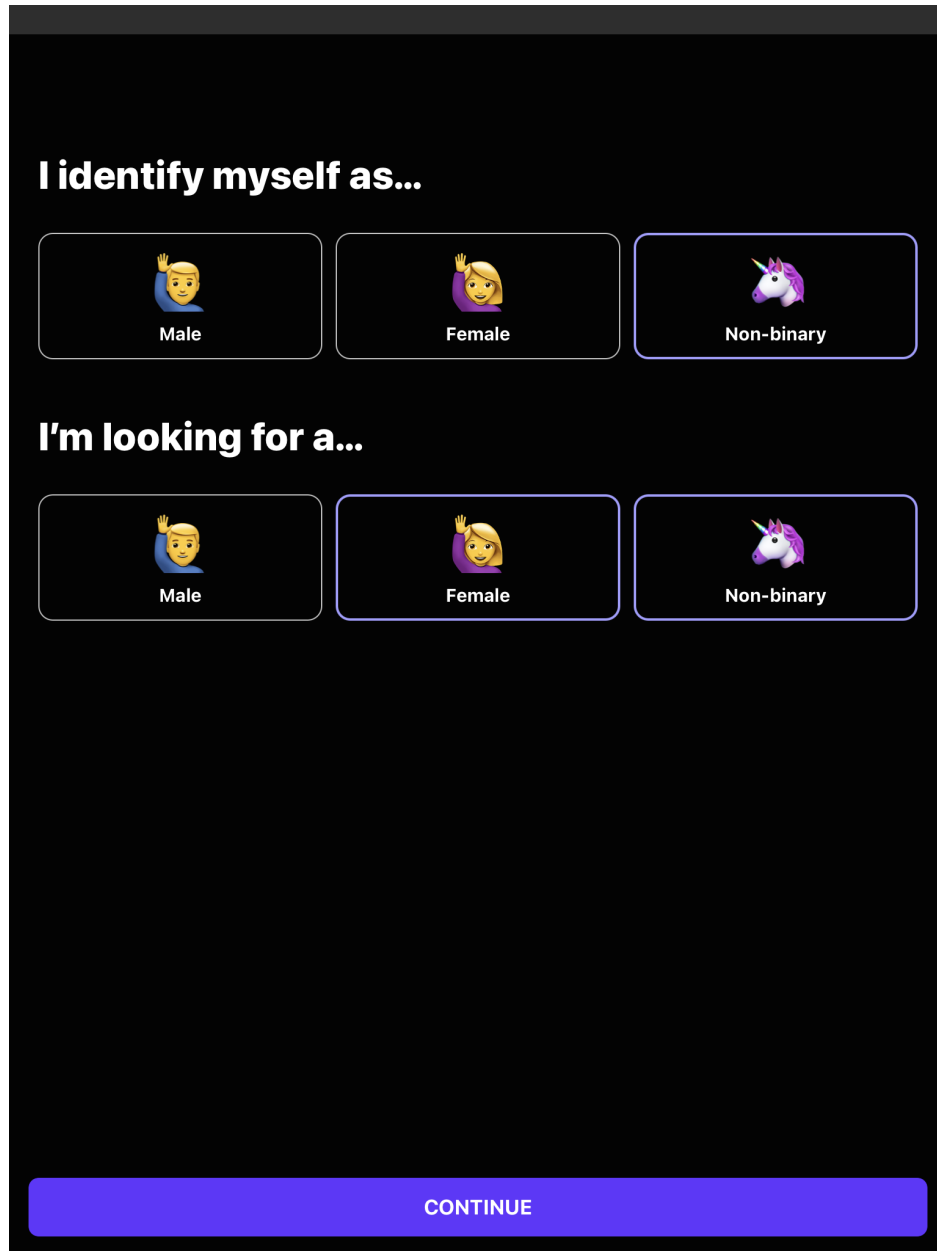 I identify myself as...
Male
Female
Non-binary
I'm looking for a...
Male
Female
Non-binary
CONTINUE